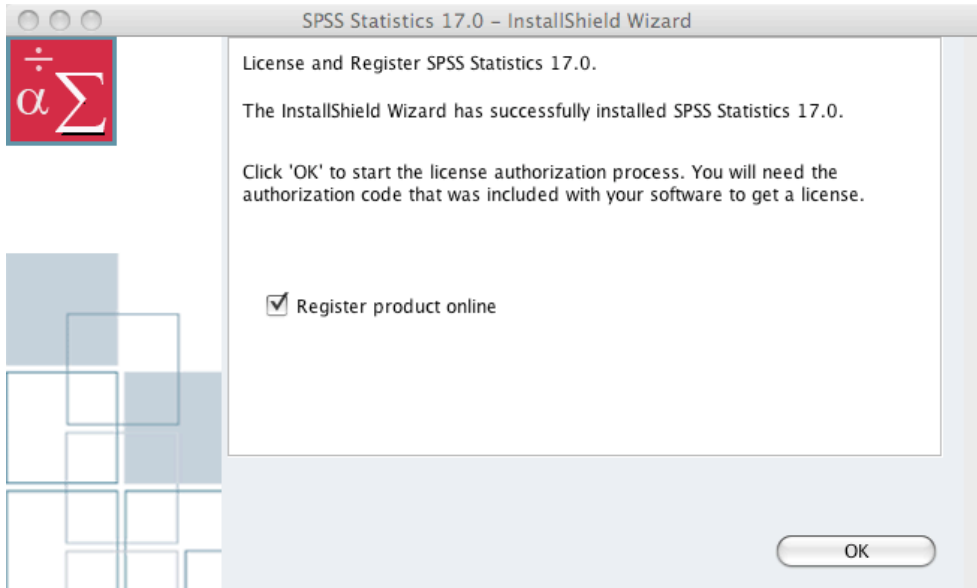 SPSS Statistics 17.0 – InstallShield Wizard
÷
α∑
License and Register SPSS Statistics 17.0.
The InstallShield Wizard has successfully installed SPSS Statistics 17.0.
Click 'OK' to start the license authorization process. You will need the
authorization code that was included with your software to get a license.
Register product online
OK